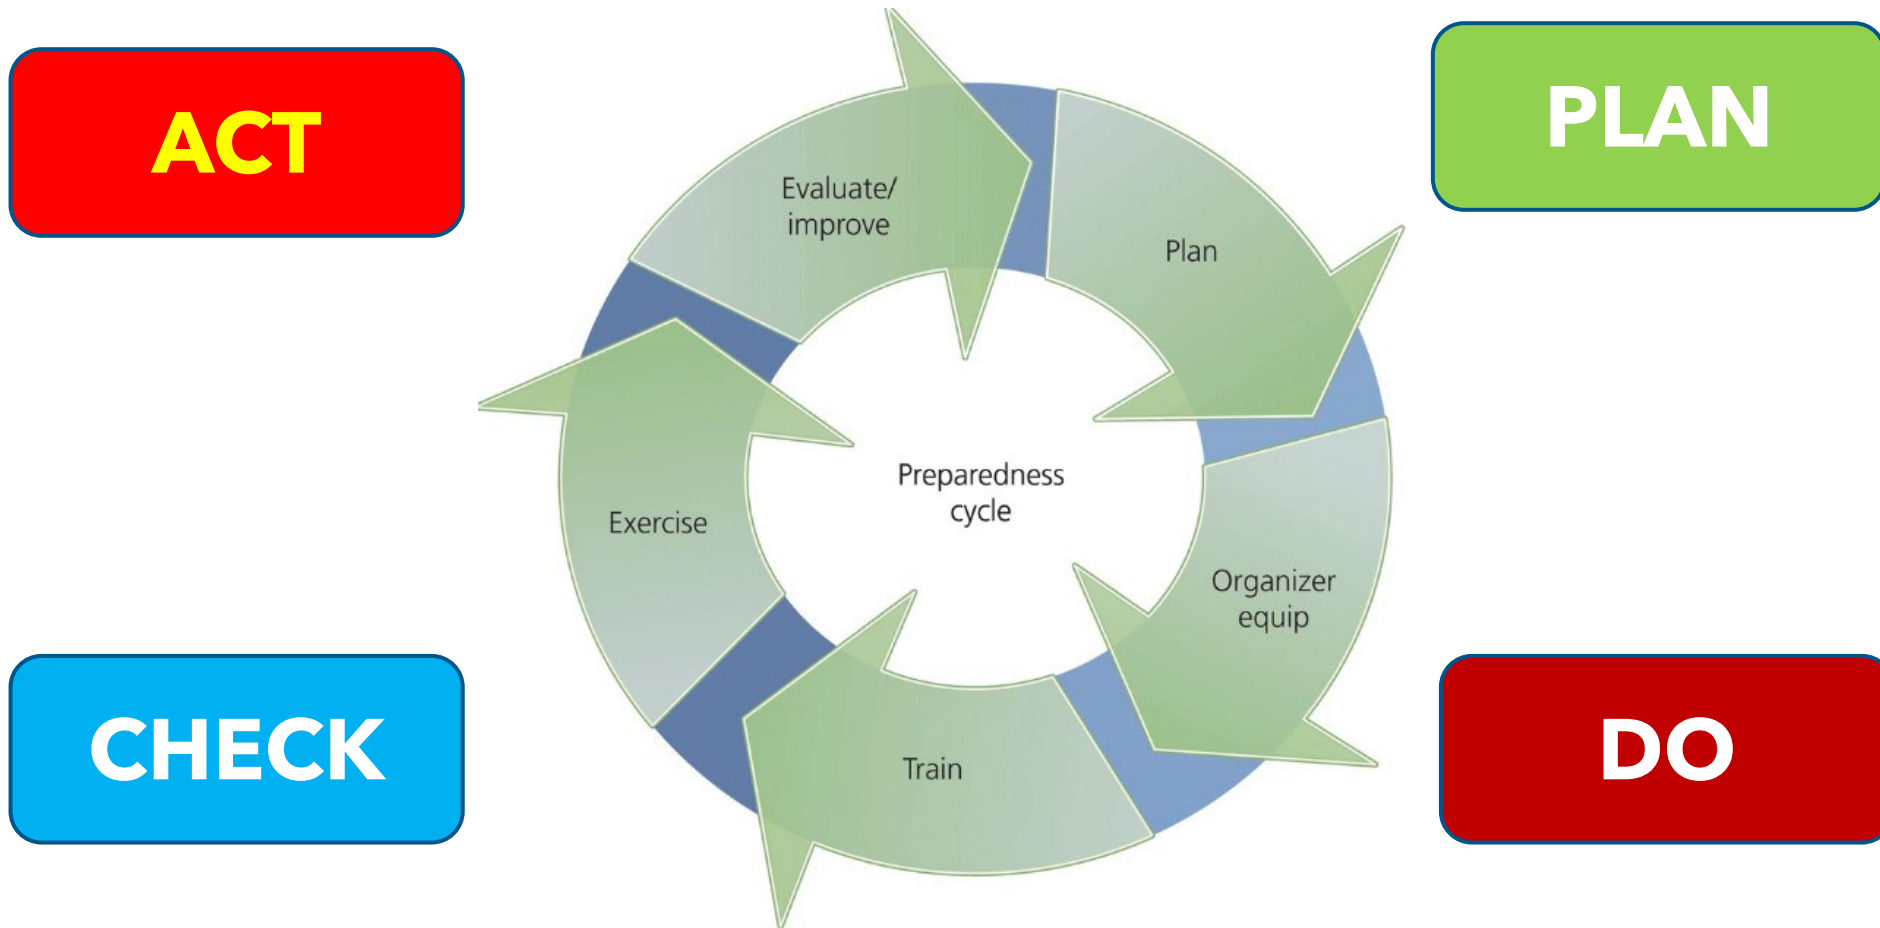 ACT
PLAN
Evaluate/
improve
Plan
Preparedness
cycle
Exercise
Organizer
equip
Train
CHECK
DO